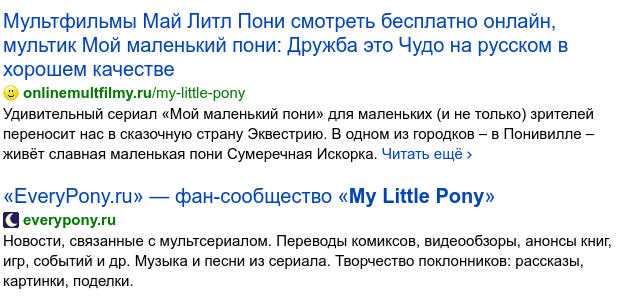 Мультфильмы Май Литл Пони смотреть бесплатно онлайн,
мультик Мой маленький пони: Дружба это Чудо на русском в
хорошем качестве
onlinemultfilmy.ru/my-little-pony
Удивительный сериал «Мой маленький пони» для маленьких (и не только) зрителей
переносит нас в сказочную страну Эквестрию. В одном из городков – в Понивилле –
живёт славная маленькая пони Сумеречная Искорка. Читать ещё ›
«EveryPony.ru» — фан-сообщество «My Little Pony»
everypony.ru
Новости, связанные с мультсериалом. Переводы комиксов, видеообзоры, анонсы книг,
игр, событий и др. Музыка и песни из сериала. Творчество поклонников: рассказы,
картинки, поделки.